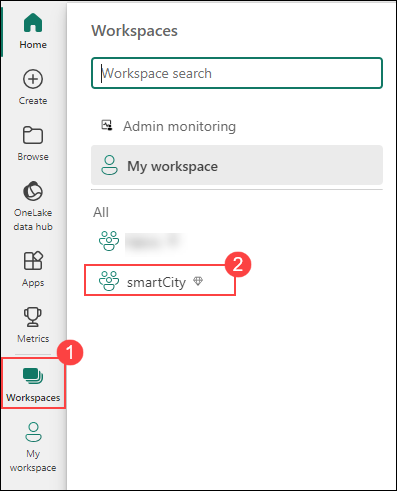 Home
Create
Browse
OneLake
data hub
Apps
Metrics
1
Workspaces
My
workspace
Workspaces
Workspace search
Admin monitoring
My workspace
All
2
smartCity